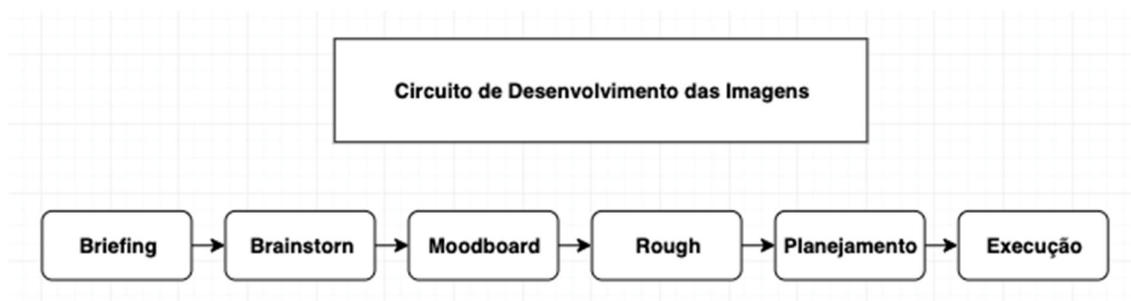 Circuito de Desenvolvimento das Imagens
Briefing
Brainstorn
Moodboard
Rough
Planejamento
Execução